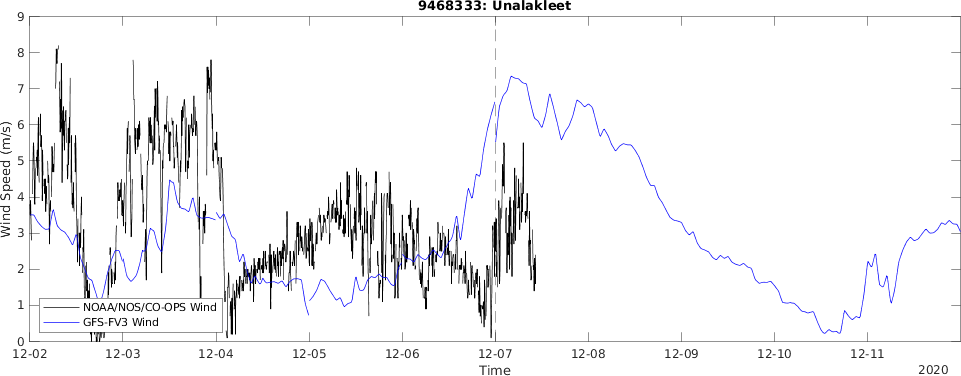 9468333: Unalakleet
9
8
7
6
5
4
3
2
1
0
Wind Speed (m/s)
NOAA/NOS/CO-OPS Wind
GFS-FV3 Wind
12-02 12-03 12-04 12-05 12-06 12-07 12-08 12-09 12-10 12-11
Time
2020